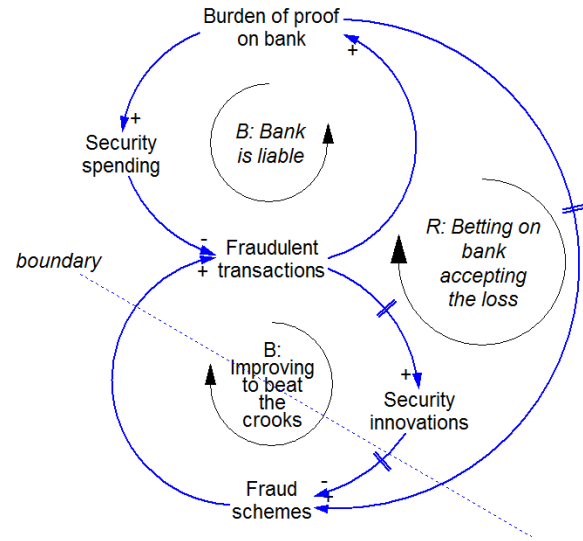 Burden of proof
on bank
+
+
Security
spending
B: Bank
is liable
-
+
Fraudulent
transactions
boundary
R: Betting on
bank
accepting
the loss
B:
Improving
to beat
the
crooks
+
Security
innovations
-
+
Fraud
schemes